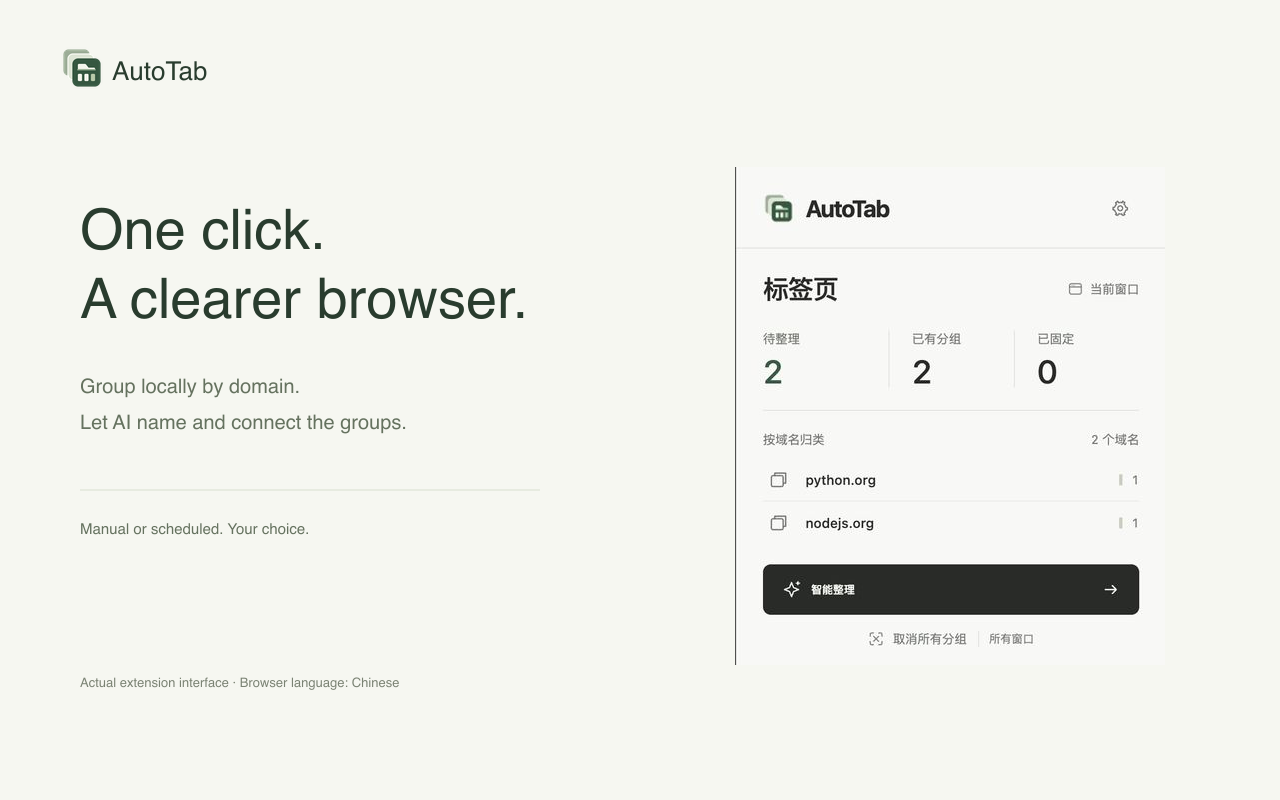 AutoTab
One click.
A clearer browser.
Group locally by domain.
Let AI name and connect the groups.
Manual or scheduled. Your choice.
Actual extension interface · Browser language: Chinese
AutoTab
标签页
当前窗口
待整理
已有分组
已固定
2
2
0
按域名归类
2 个域名
python.org
1
nodejs.org
1
智能整理
取消所有分组
所有窗口